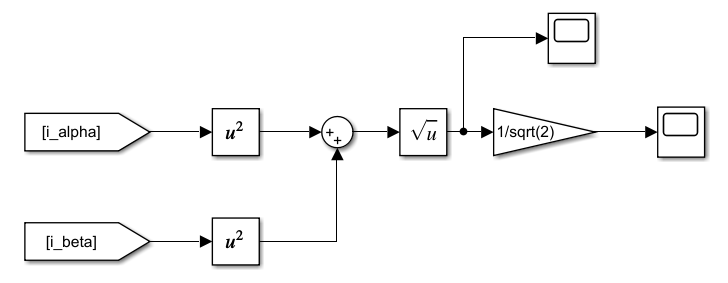 [i_alpha]
u²
+
+
√u
1/sqrt(2)
[i_beta]
u²